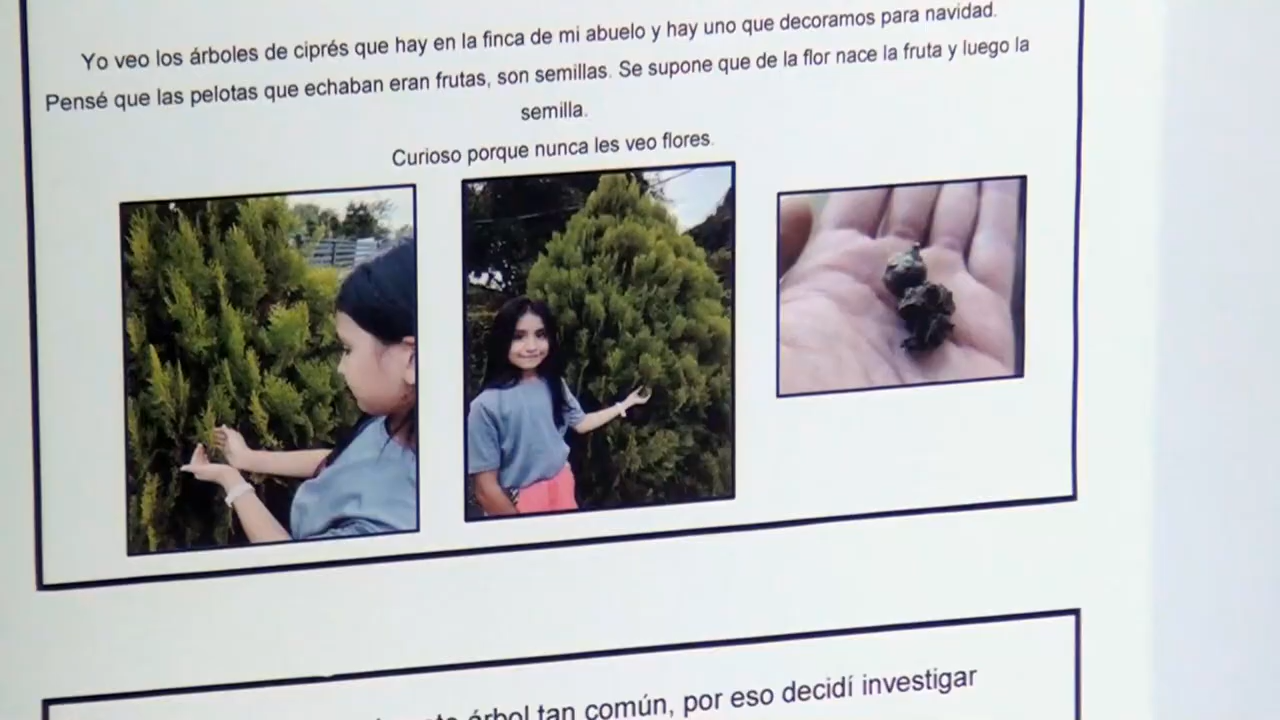 Yo veo los árboles de ciprés que hay en la finca de mi abuelo y hay uno que decoramos para navidad.
Pensé que las pelotas que echaban eran frutas, son semillas. Se supone que de la flor nace la fruta y luego la
semilla.
Curioso porque nunca les veo flores.
árbol tan común, por eso decidí investigar